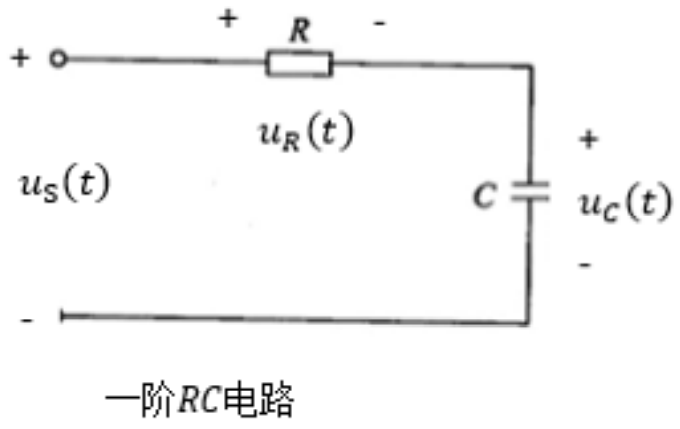 + R -
+
u_R(t)
+
u_S(t)
C
u_C(t)
-
-
一阶RC电路